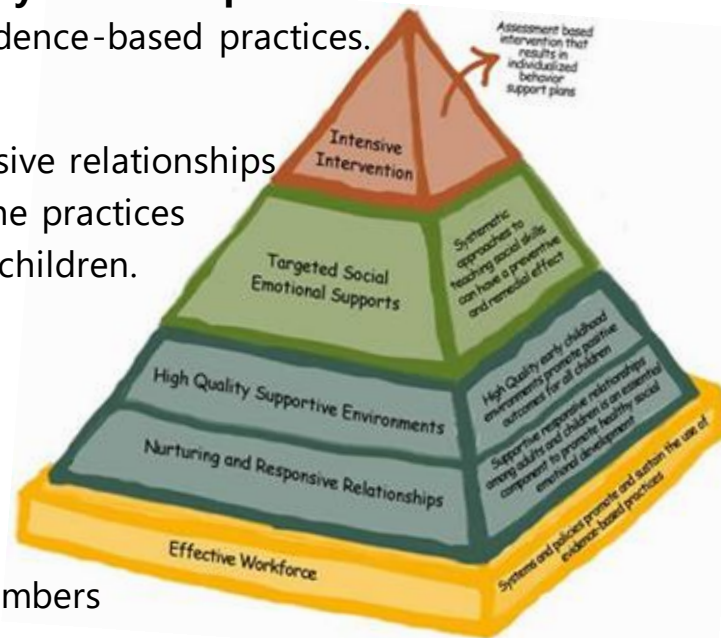 dence-based practices.
Assessment based
intervention that
results in
individualized
behavior
support plans
sive relationships
ne practices
children.
Intensive
Intervention
Targeted Social
Emotional Supports
Systematic
approaches to
teaching social skills
can have a preventive
and remedial effect
High Quality Supportive Environments
High Quality early childhood
environments promote positive
outcomes for all children
Nurturing and Responsive Relationships
Supportive responsive relationships
among adults and children is an essential
component to promote healthy social
emotional development
Effective Workforce
Systems and policies promote and sustain the use of
evidence-based practices
mbers